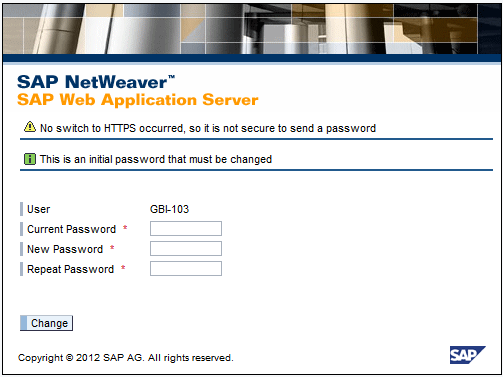 SAP NetWeaver™
SAP Web Application Server
No switch to HTTPS occurred, so it is not secure to send a password
This is an initial password that must be changed
User GBI-103
Current Password *
New Password *
Repeat Password *
Change
Copyright © 2012 SAP AG. All rights reserved.
SAP